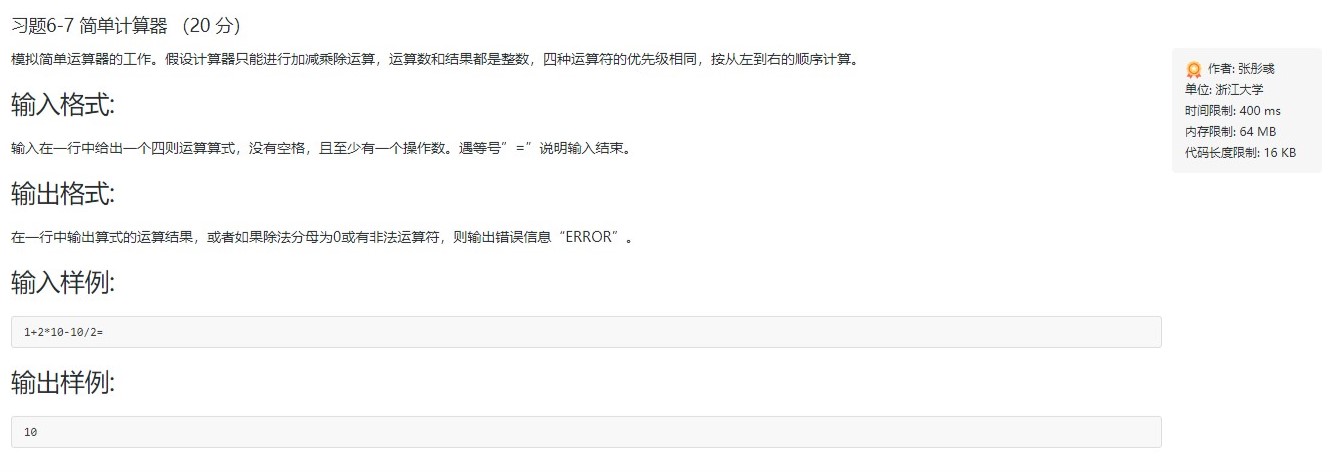 习题6-7 简单计算器 （20 分）
模拟简单运算器的工作。假设计算器只能进行加减乘除运算，运算数和结果都是整数，四种运算符的优先级相同，按从左到右的顺序计算。
作者: 张彤彧
单位: 浙江大学
时间限制: 400 ms
内存限制: 64 MB
代码长度限制: 16 KB
输入格式:
输入在一行中给出一个四则运算算式，没有空格，且至少有一个操作数。遇等号”=”说明输入结束。
输出格式:
在一行中输出算式的运算结果，或者如果除法分母为0或有非法运算符，则输出错误信息“ERROR”。
输入样例:
1+2*10-10/2=
输出样例:
10